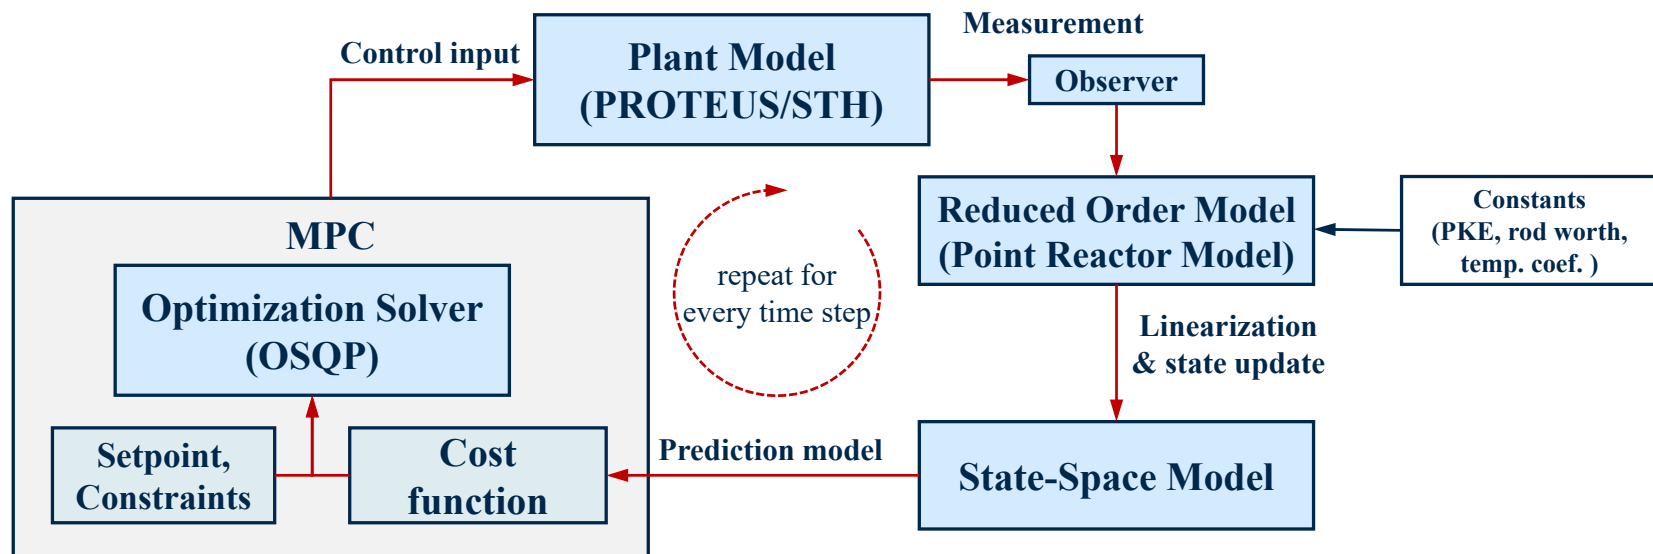 Control input
Plant Model
(PROTEUS/STH)
Measurement
Observer
Reduced Order Model
(Point Reactor Model)
Constants
(PKE, rod worth,
temp. coef. )
MPC
Optimization Solver
(OSQP)
repeat for
every time step
Linearization
& state update
Setpoint,
Constraints
Cost
function
Prediction model
State-Space Model